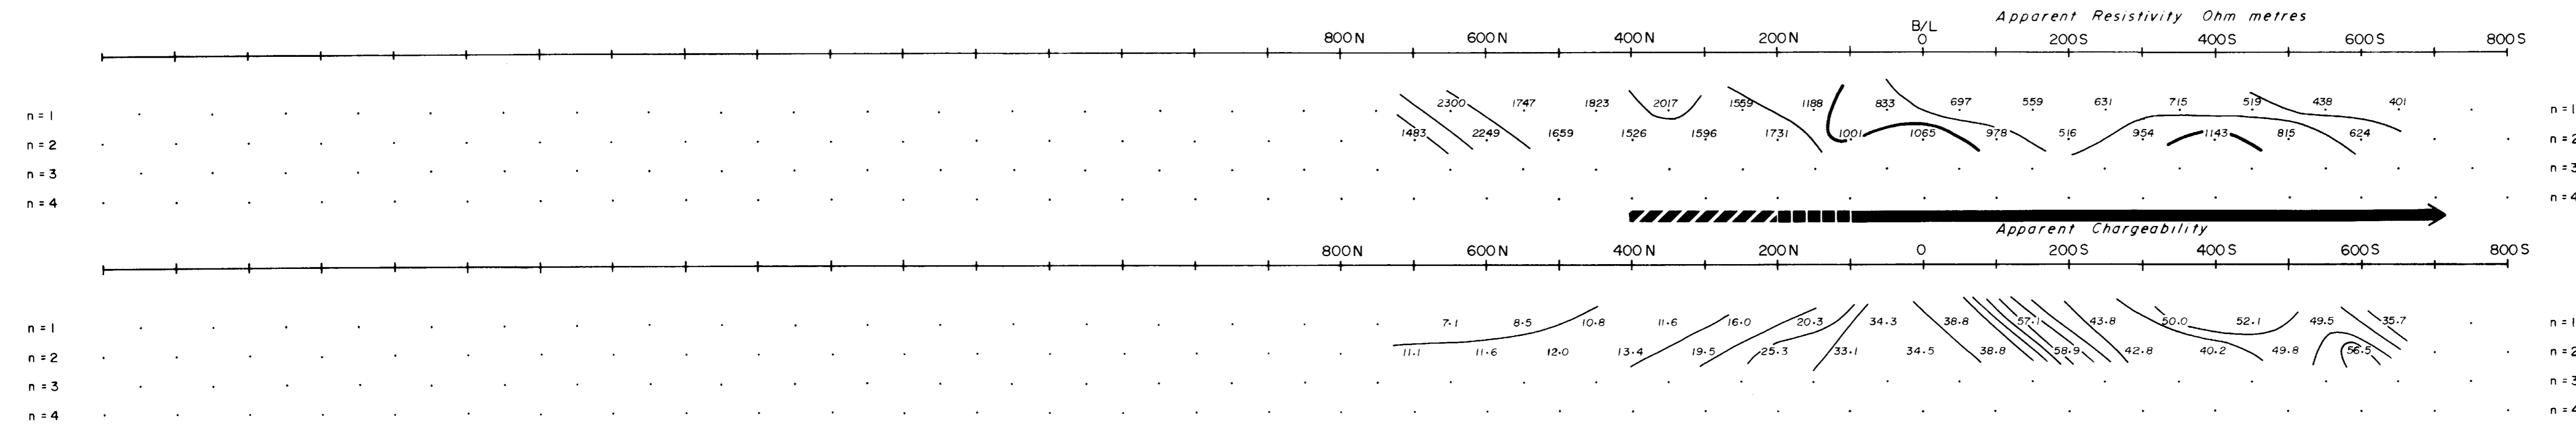 Apparent Resistivity Ohm metres
B/L
800N 600N 400N 200N 0 200S 400S 600S 800S
n = 1 2300 1747 1823 2017 1559 1188 833 697 559 631 715 519 438 401 n = 1
n = 2 1483 2249 1659 1526 1596 1731 1001 1065 978 516 954 1143 815 624 n = 2
n = 3 n = 3
n = 4 n = 4
Apparent Chargeability
800N 600N 400N 200N 0 200S 400S 600S 800S
n = 1 7.1 8.5 10.8 11.6 16.0 20.3 34.3 38.8 57.1 43.8 50.0 52.1 49.5 35.7 n = 1
n = 2 11.1 11.6 12.0 13.4 19.5 25.3 33.1 34.5 38.8 58.9 42.8 40.2 49.8 56.5 n = 2
n = 3 n = 3
n = 4 n = 4